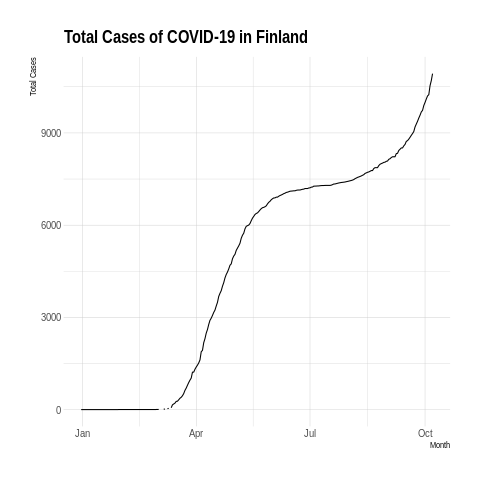 Total Cases of COVID-19 in Finland
Total Cases
9000
6000
3000
0
Jan Apr Jul Oct
Month